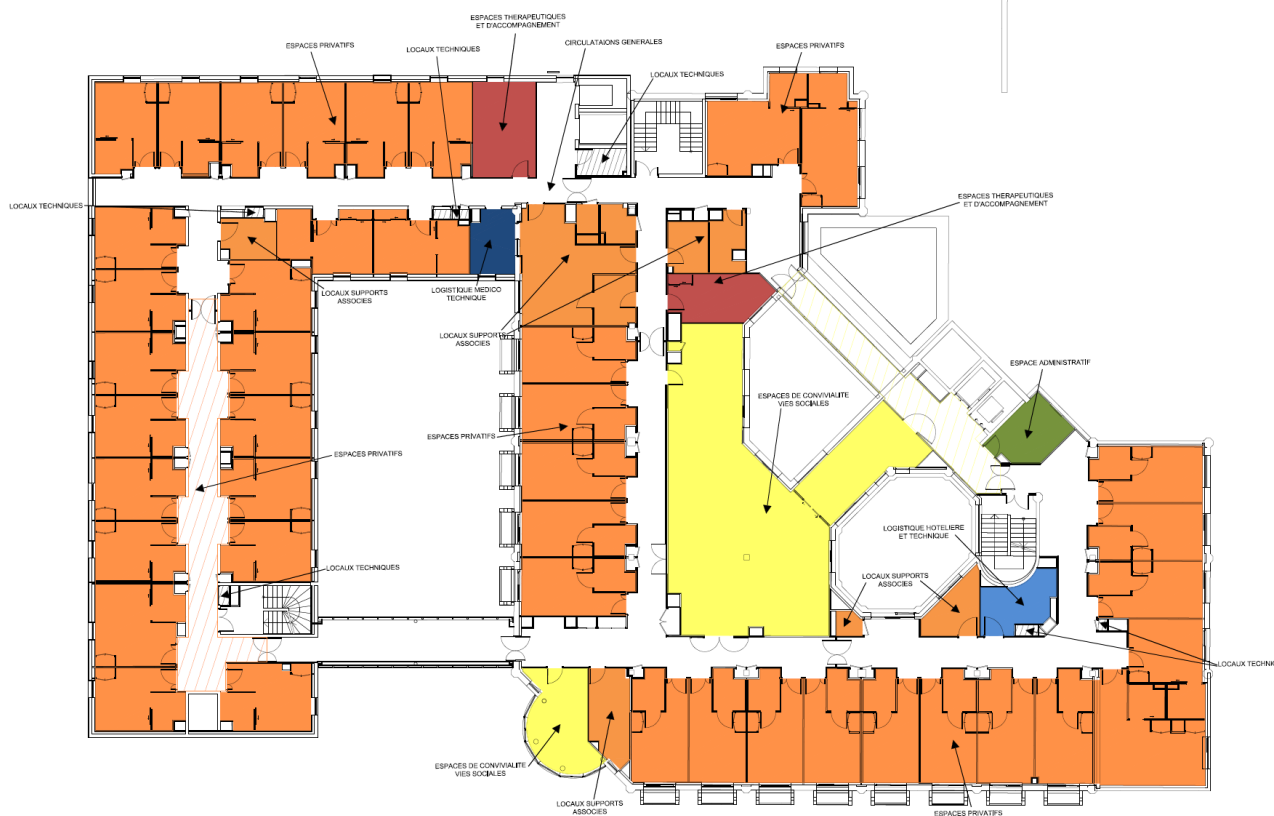 ESPACES THERAPEUTIQUES
ET D'ACCOMPAGNEMENT
ESPACES PRIVATIFS
LOCAUX TECHNIQUES
CIRCULATAIONS GENERALES
ESPACES PRIVATIFS
LOCAUX TECHNIQUES
LOCAUX TECHNIQUES
ESPACES THERAPEUTIQUES
ET D'ACCOMPAGNEMENT
LOCAUX SUPPORTS
ASSOCIES
LOGISTIQUE MEDICO
TECHNIQUE
LOCAUX SUPPORTS
ASSOCIES
ESPACE ADMINISTRATIF
ESPACES DE CONVIVIALITE
VIES SOCIALES
ESPACES PRIVATIFS
ESPACES PRIVATIFS
LOGISTIQUE HOTELIERE
ET TECHNIQUE
LOCAUX TECHNIQUES
LOCAUX SUPPORTS
ASSOCIES
LOCAUX TECHNI
ESPACES DE CONVIVIALITE
VIES SOCIALES
LOCAUX SUPPORTS
ASSOCIES
ESPACES PRIVATIFS